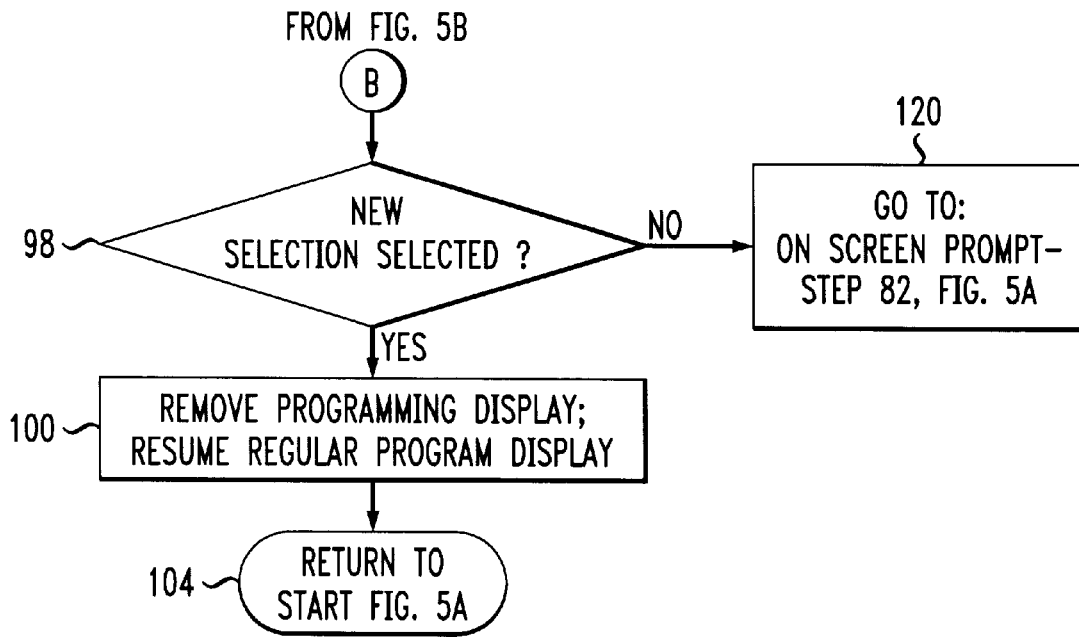 FROM FIG. 5B
B
120
98
NEW
SELECTION SELECTED ?
NO
GO TO:
ON SCREEN PROMPT-
STEP 82, FIG. 5A
YES
100
REMOVE PROGRAMMING DISPLAY;
RESUME REGULAR PROGRAM DISPLAY
104
RETURN TO
START FIG. 5A